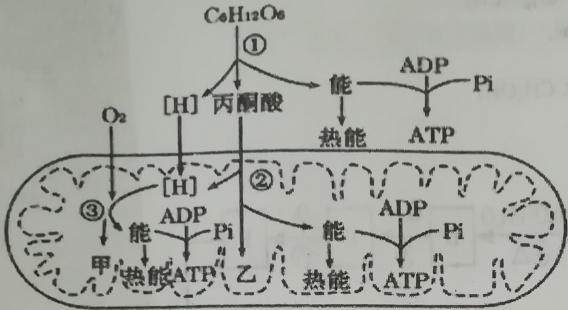 C₆H₁₂O₆
①
[H] 丙酮酸 能 ADP Pi
O₂ 热能 ATP
[H] ②
③ 能 ADP Pi 能 ADP Pi
甲 热能 ATP 乙 热能 ATP